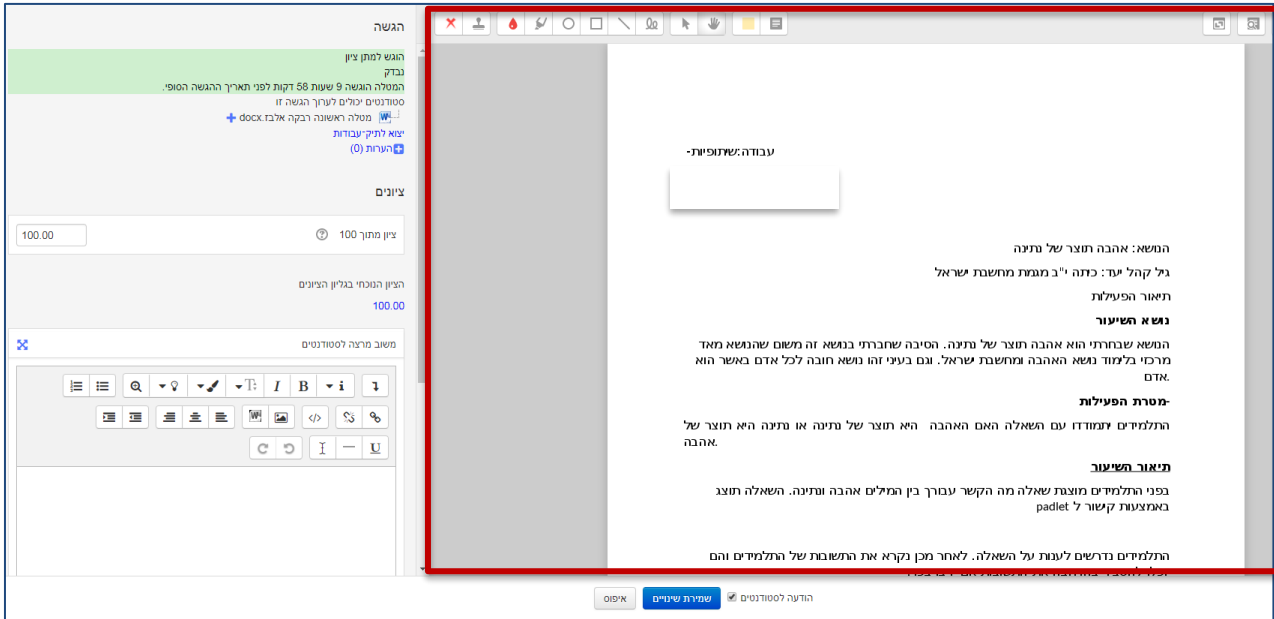 הגשה
הוגש למתן ציון
נבדק
המטלה הוגשה 9 שעות 58 דקות לפני תאריך ההגשה הסופי.
סטודנטים יכולים לערוך הגשה זו
מטלה ראשונה רבקה אלבז.docx
יצוא לתיק־עבודות
הערות (0)
ציונים
ציון מתוך 100
100.00
הציון הנוכחי בגליון הציונים
100.00
משוב מרצה לסטודנטים
עבודה:שיתופיות-
הנושא: אהבה תוצר של נתינה
גיל קהל יעד: כיתה י"ב מגמת מחשבת ישראל
תיאור הפעילות
נושא השיעור
הנושא שבחרתי הוא אהבה תוצר של נתינה. הסיבה שחברתי בנושא זה משום שהנושא מאד
מרכזי בלימוד נושא האהבה ומחשבת ישראל. וגם בעיני זהו נושא חובה לכל אדם באשר הוא
אדם.
-מטרת הפעילות
התלמידים יתמודדו עם השאלה האם האהבה היא תוצר של נתינה או נתינה היא תוצר של
אהבה.
תיאור השיעור
בפני התלמידים מוצגת שאלה מה הקשר עבורך בין המילים אהבה ונתינה. השאלה תוצג
באמצעות קישור ל padlet
התלמידים נדרשים לענות על השאלה. לאחר מכן נקרא את התשובות של התלמידים והם
הודעה לסטודנטים
שמירת שינויים
איפוס